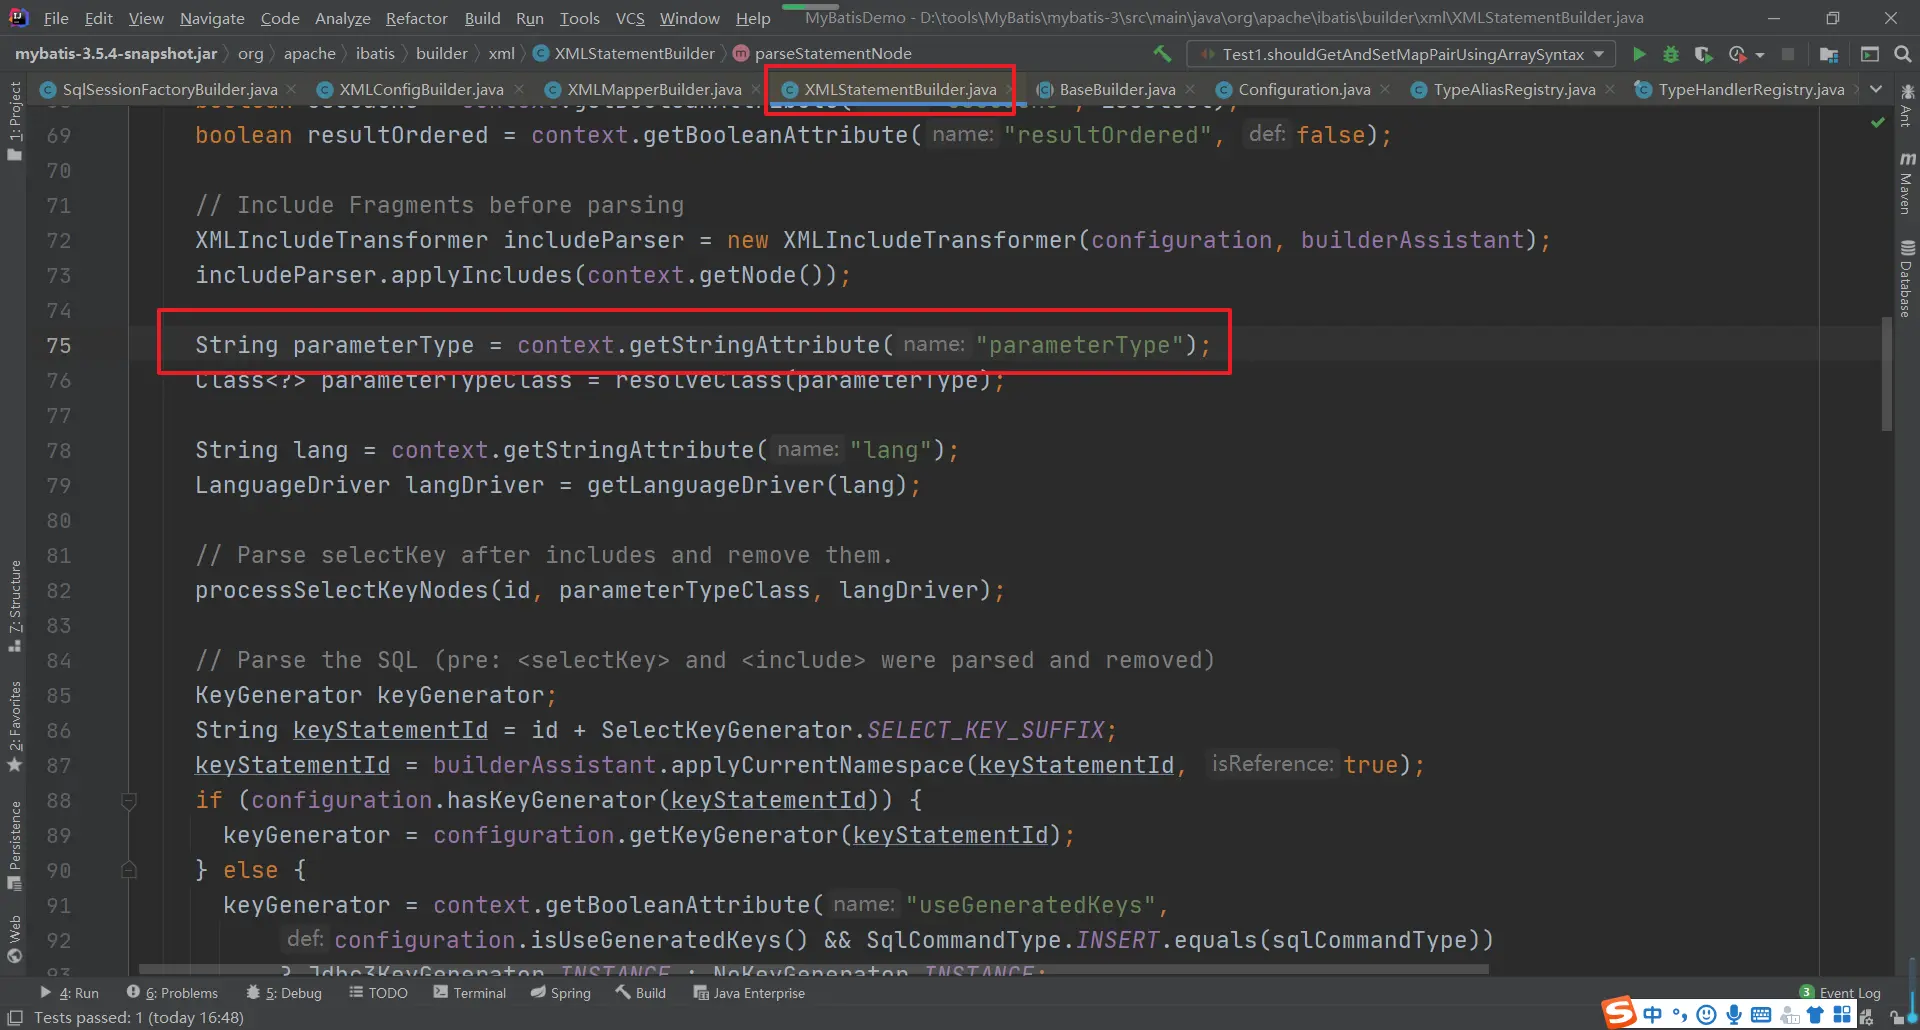 File Edit View Navigate Code Analyze Refactor Build Run Tools VCS Window Help MyBatisDemo - D:\tools\MyBatis\mybatis-3\src\main\java\org\apache\ibatis\builder\xml\XMLStatementBuilder.java
mybatis-3.5.4-snapshot.jar org apache ibatis builder xml XMLStatementBuilder parseStatementNode Test1.shouldGetAndSetMapPairUsingArraySyntax
SqlSessionFactoryBuilder.java XMLConfigBuilder.java XMLMapperBuilder.java XMLStatementBuilder.java BaseBuilder.java Configuration.java TypeAliasRegistry.java TypeHandlerRegistry.java
1: Project
7: Structure
2: Favorites
Persistence
Web
69 boolean resultOrdered = context.getBooleanAttribute( name: "resultOrdered", def: false);
70
71 // Include Fragments before parsing
72 XMLIncludeTransformer includeParser = new XMLIncludeTransformer(configuration, builderAssistant);
73 includeParser.applyIncludes(context.getNode());
74
75 String parameterType = context.getStringAttribute( name: "parameterType");
76 Class<?> parameterTypeClass = resolveClass(parameterType);
77
78 String lang = context.getStringAttribute( name: "lang");
79 LanguageDriver langDriver = getLanguageDriver(lang);
80
81 // Parse selectKey after includes and remove them.
82 processSelectKeyNodes(id, parameterTypeClass, langDriver);
83
84 // Parse the SQL (pre: <selectKey> and <include> were parsed and removed)
85 KeyGenerator keyGenerator;
86 String keyStatementId = id + SelectKeyGenerator.SELECT_KEY_SUFFIX;
87 keyStatementId = builderAssistant.applyCurrentNamespace(keyStatementId, isReference: true);
88 if (configuration.hasKeyGenerator(keyStatementId)) {
89 keyGenerator = configuration.getKeyGenerator(keyStatementId);
90 } else {
91 keyGenerator = context.getBooleanAttribute( name: "useGeneratedKeys",
92 def: configuration.isUseGeneratedKeys() && SqlCommandType.INSERT.equals(sqlCommandType))
93 ? Jdbc3KeyGenerator.INSTANCE : NoKeyGenerator.INSTANCE;
Ant
m Maven
Database
4: Run 6: Problems 5: Debug TODO Terminal Spring Build Java Enterprise 3 Event Log
Tests passed: 1 (today 16:48)
S 中